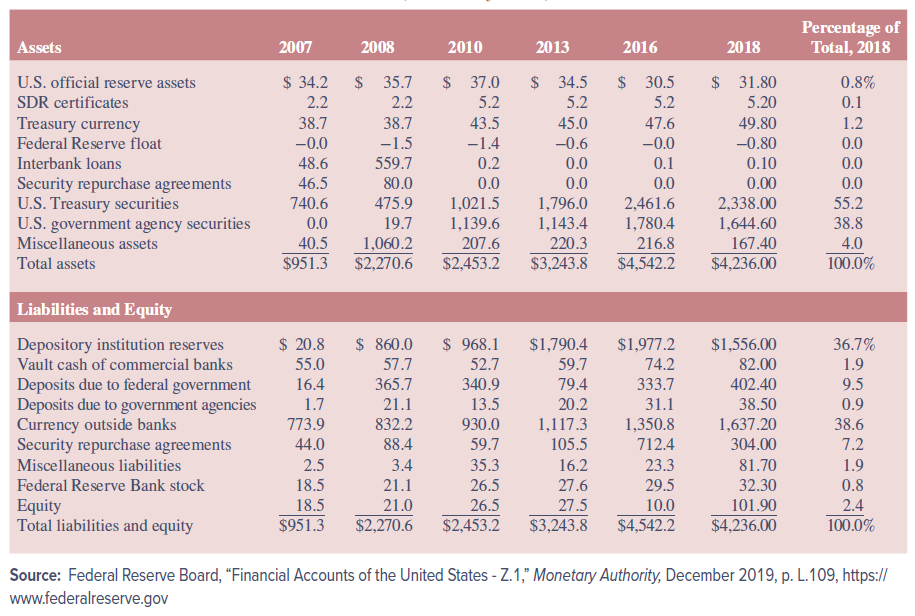 Assets 2007 2008 2010 2013 2016 2018 Percentage of Total, 2018
U.S. official reserve assets $ 34.2 $ 35.7 $ 37.0 $ 34.5 $ 30.5 $ 31.80 0.8%
SDR certificates 2.2 2.2 5.2 5.2 5.2 5.20 0.1
Treasury currency 38.7 38.7 43.5 45.0 47.6 49.80 1.2
Federal Reserve float −0.0 −1.5 −1.4 −0.6 −0.0 −0.80 0.0
Interbank loans 48.6 559.7 0.2 0.0 0.1 0.10 0.0
Security repurchase agreements 46.5 80.0 0.0 0.0 0.0 0.00 0.0
U.S. Treasury securities 740.6 475.9 1,021.5 1,796.0 2,461.6 2,338.00 55.2
U.S. government agency securities 0.0 19.7 1,139.6 1,143.4 1,780.4 1,644.60 38.8
Miscellaneous assets 40.5 1,060.2 207.6 220.3 216.8 167.40 4.0
Total assets $951.3 $2,270.6 $2,453.2 $3,243.8 $4,542.2 $4,236.00 100.0%
Liabilities and Equity
Depository institution reserves $ 20.8 $ 860.0 $ 968.1 $1,790.4 $1,977.2 $1,556.00 36.7%
Vault cash of commercial banks 55.0 57.7 52.7 59.7 74.2 82.00 1.9
Deposits due to federal government 16.4 365.7 340.9 79.4 333.7 402.40 9.5
Deposits due to government agencies 1.7 21.1 13.5 20.2 31.1 38.50 0.9
Currency outside banks 773.9 832.2 930.0 1,117.3 1,350.8 1,637.20 38.6
Security repurchase agreements 44.0 88.4 59.7 105.5 712.4 304.00 7.2
Miscellaneous liabilities 2.5 3.4 35.3 16.2 23.3 81.70 1.9
Federal Reserve Bank stock 18.5 21.1 26.5 27.6 29.5 32.30 0.8
Equity 18.5 21.0 26.5 27.5 10.0 101.90 2.4
Total liabilities and equity $951.3 $2,270.6 $2,453.2 $3,243.8 $4,542.2 $4,236.00 100.0%
Source: Federal Reserve Board, “Financial Accounts of the United States - Z.1,” Monetary Authority, December 2019, p. L.109, https://
www.federalreserve.gov